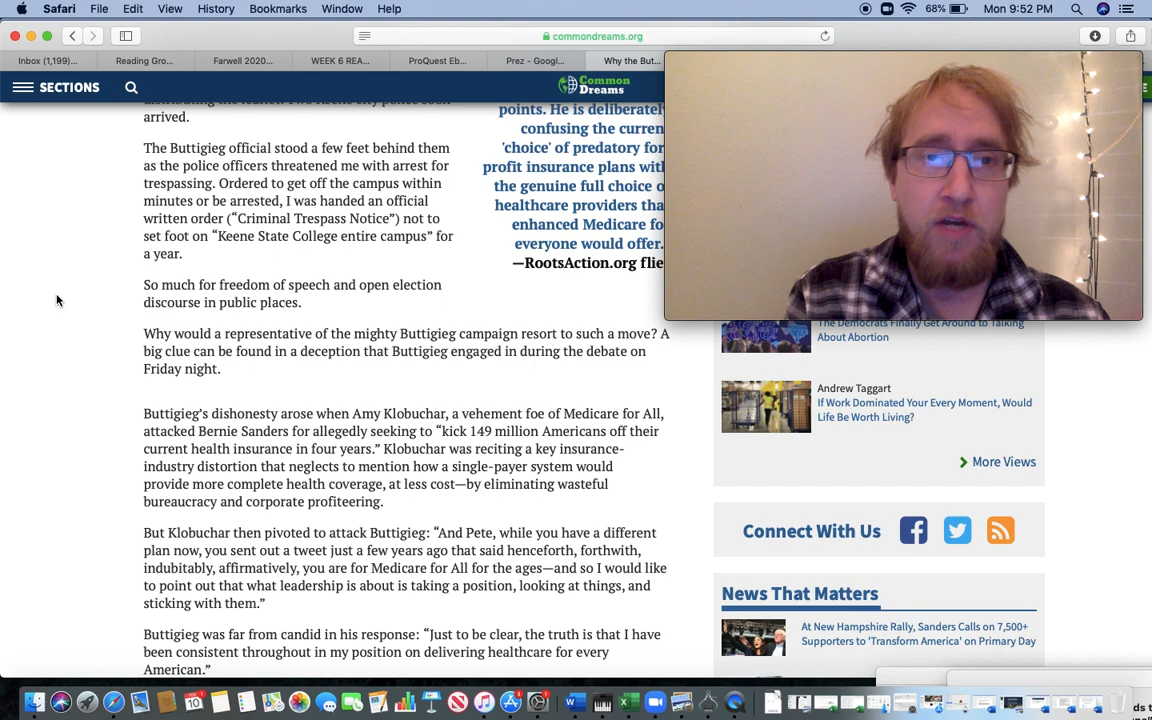 Safari File Edit View History Bookmarks Window Help 68% Mon 9:52 PM
commondreams.org
Inbox (1,199)... Reading Gro... Farwell 2020... WEEK 6 REA... ProQuest Eb... Prez - Googl... Why the But...
SECTIONS Common Dreams
arrived.
The Buttigieg official stood a few feet behind them
as the police officers threatened me with arrest for
trespassing. Ordered to get off the campus within
minutes or be arrested, I was handed an official
written order (“Criminal Trespass Notice”) not to
set foot on “Keene State College entire campus” for
a year.
So much for freedom of speech and open election
discourse in public places.
points. He is deliberately
confusing the curren
'choice' of predatory for
profit insurance plans with
the genuine full choice o
healthcare providers tha
enhanced Medicare fo
everyone would offer.
—RootsAction.org flie
Why would a representative of the mighty Buttigieg campaign resort to such a move? A
big clue can be found in a deception that Buttigieg engaged in during the debate on
Friday night.
Buttigieg’s dishonesty arose when Amy Klobuchar, a vehement foe of Medicare for All,
attacked Bernie Sanders for allegedly seeking to “kick 149 million Americans off their
current health insurance in four years.” Klobuchar was reciting a key insurance-
industry distortion that neglects to mention how a single-payer system would
provide more complete health coverage, at less cost—by eliminating wasteful
bureaucracy and corporate profiteering.
But Klobuchar then pivoted to attack Buttigieg: “And Pete, while you have a different
plan now, you sent out a tweet just a few years ago that said henceforth, forthwith,
indubitably, affirmatively, you are for Medicare for All for the ages—and so I would like
to point out that what leadership is about is taking a position, looking at things, and
sticking with them.”
Buttigieg was far from candid in his response: “Just to be clear, the truth is that I have
been consistent throughout in my position on delivering healthcare for every
American.”
The Democrats Finally Get Around to Talking
About Abortion
Andrew Taggart
If Work Dominated Your Every Moment, Would
Life Be Worth Living?
More Views
Connect With Us
News That Matters
At New Hampshire Rally, Sanders Calls on 7,500+
Supporters to 'Transform America' on Primary Day